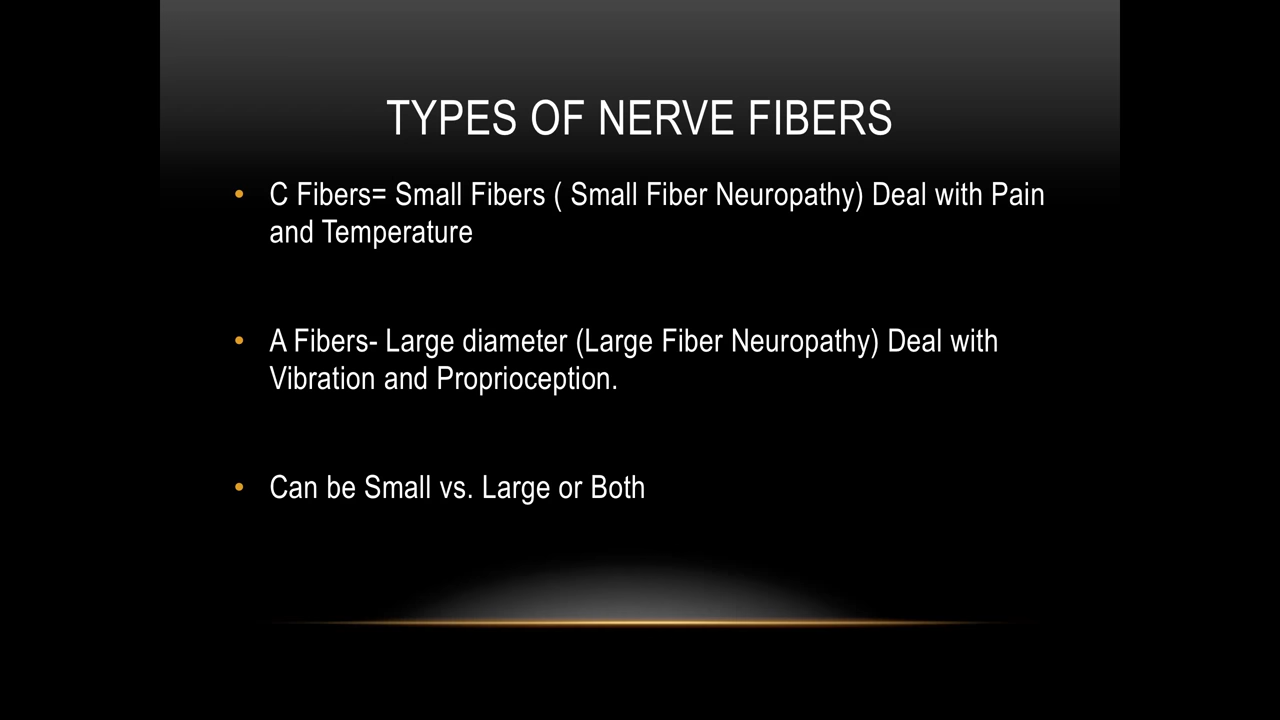 TYPES OF NERVE FIBERS
• C Fibers= Small Fibers ( Small Fiber Neuropathy) Deal with Pain
and Temperature
• A Fibers- Large diameter (Large Fiber Neuropathy) Deal with
Vibration and Proprioception.
• Can be Small vs. Large or Both